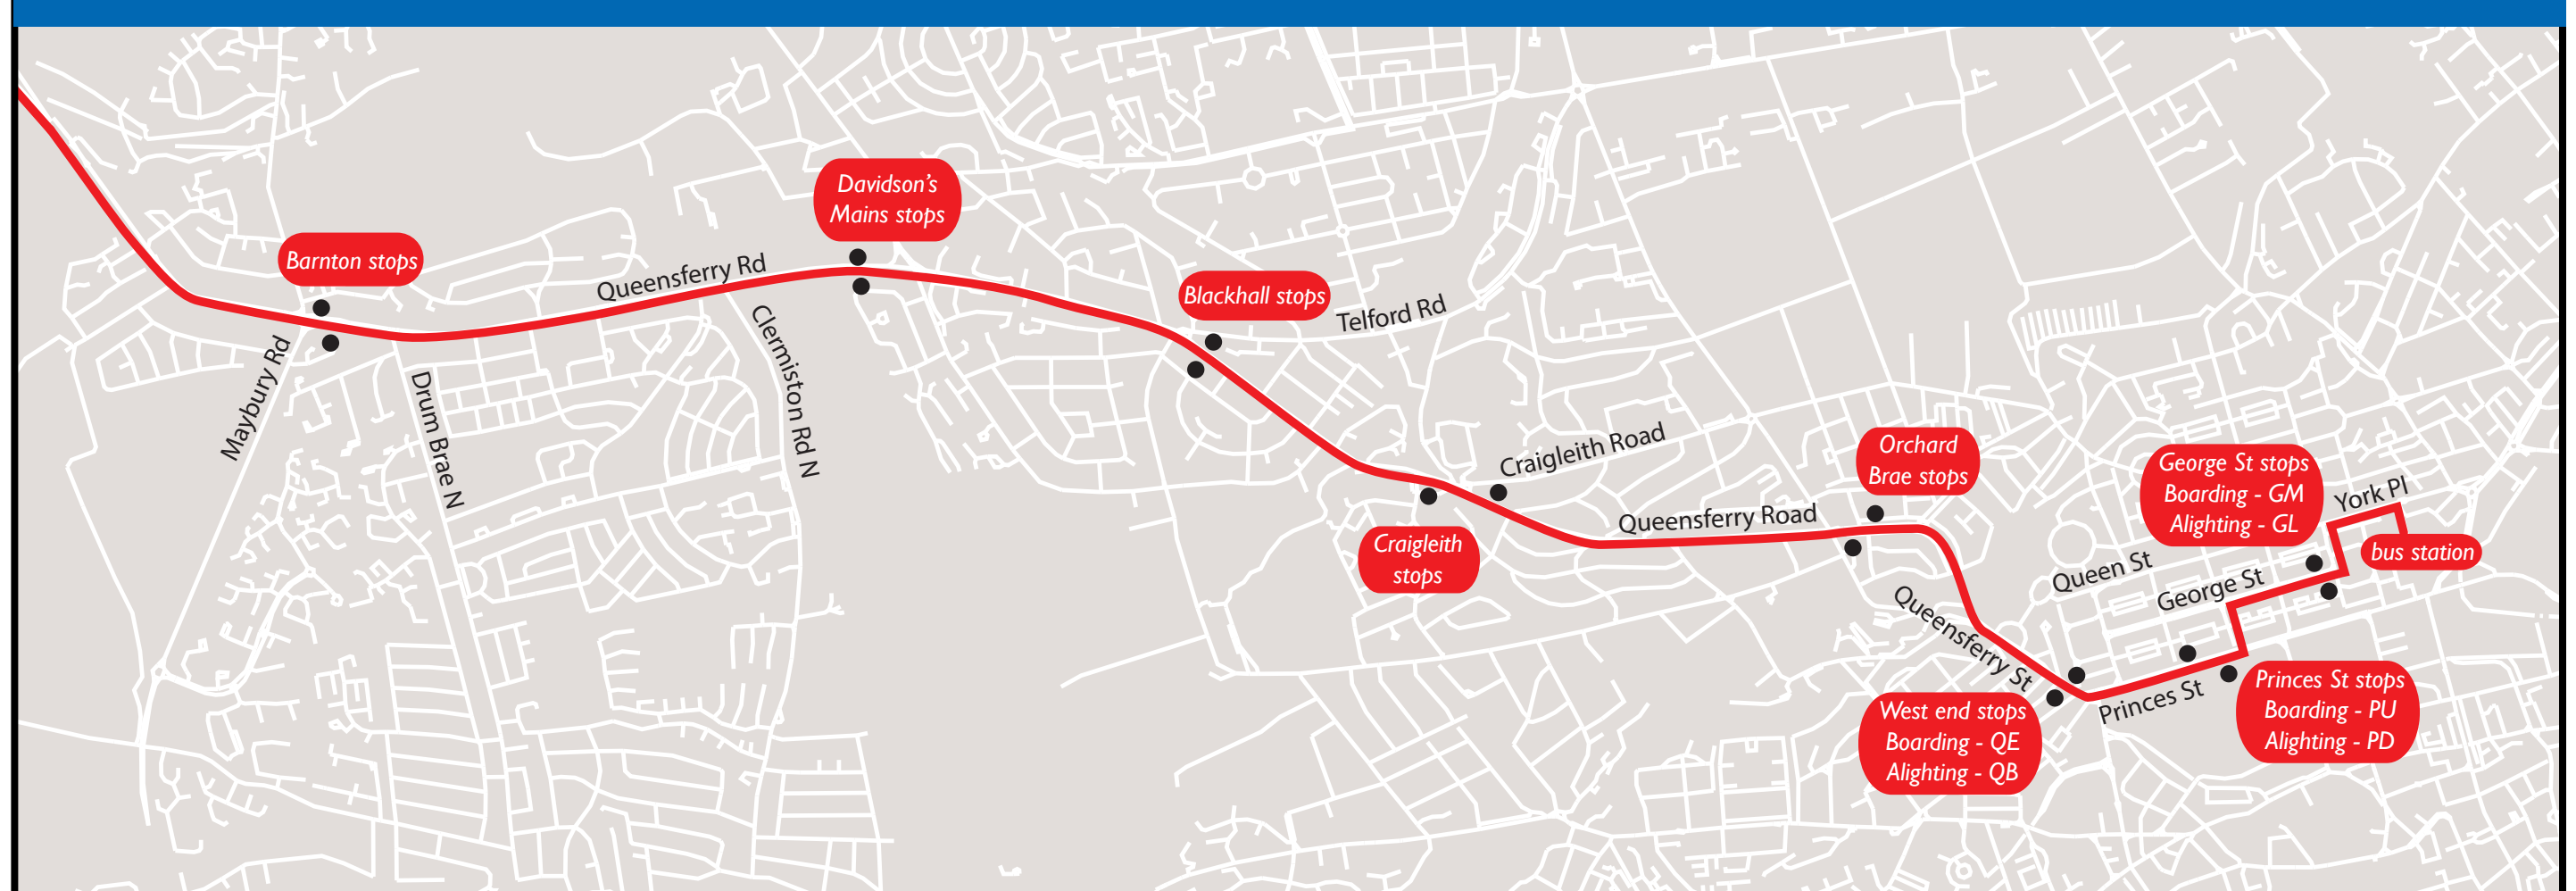 Davidson's
Mains stops
Barnton stops
Queensferry Rd
Blackhall stops
Telford Rd
Clermiston Rd N
Maybury Rd
Drum Brae N
Craigleith Road
Orchard
Brae stops
George St stops
Boarding - GM
Alighting - GL
York Pl
Queensferry Road
Craigleith
stops
bus station
Queen St
George St
Queensferry St
Princes St
West end stops
Boarding - QE
Alighting - QB
Princes St stops
Boarding - PU
Alighting - PD